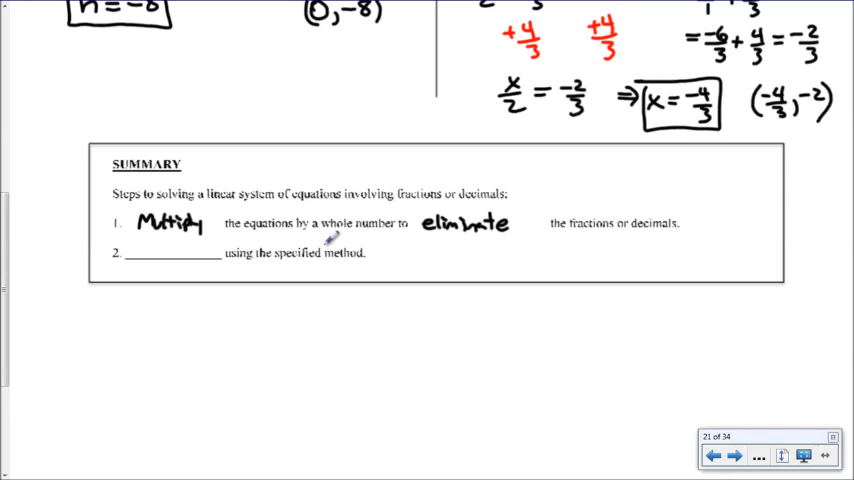 n = -8
(0, -8)
+4/3 +4/3
= -6/3 + 4/3 = -2/3
x/2 = -2/3 ⇒ x = -4/3 (-4/3, -2)
SUMMARY
Steps to solving a linear system of equations involving fractions or decimals:
1. Multiply the equations by a whole number to eliminate the fractions or decimals.
2. __________ using the specified method.
21 of 34